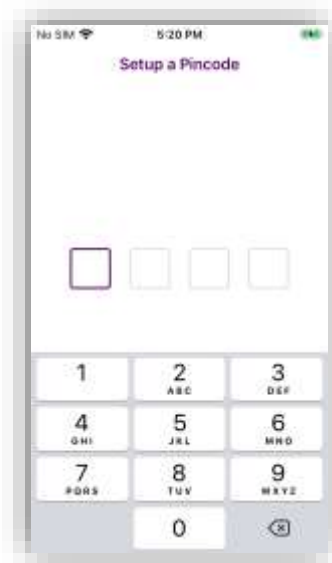 No SIM 5:20 PM
Setup a Pincode
1 2 3
ABC DEF
4 5 6
GHI JKL MNO
7 8 9
PQRS TUV WXYZ
0